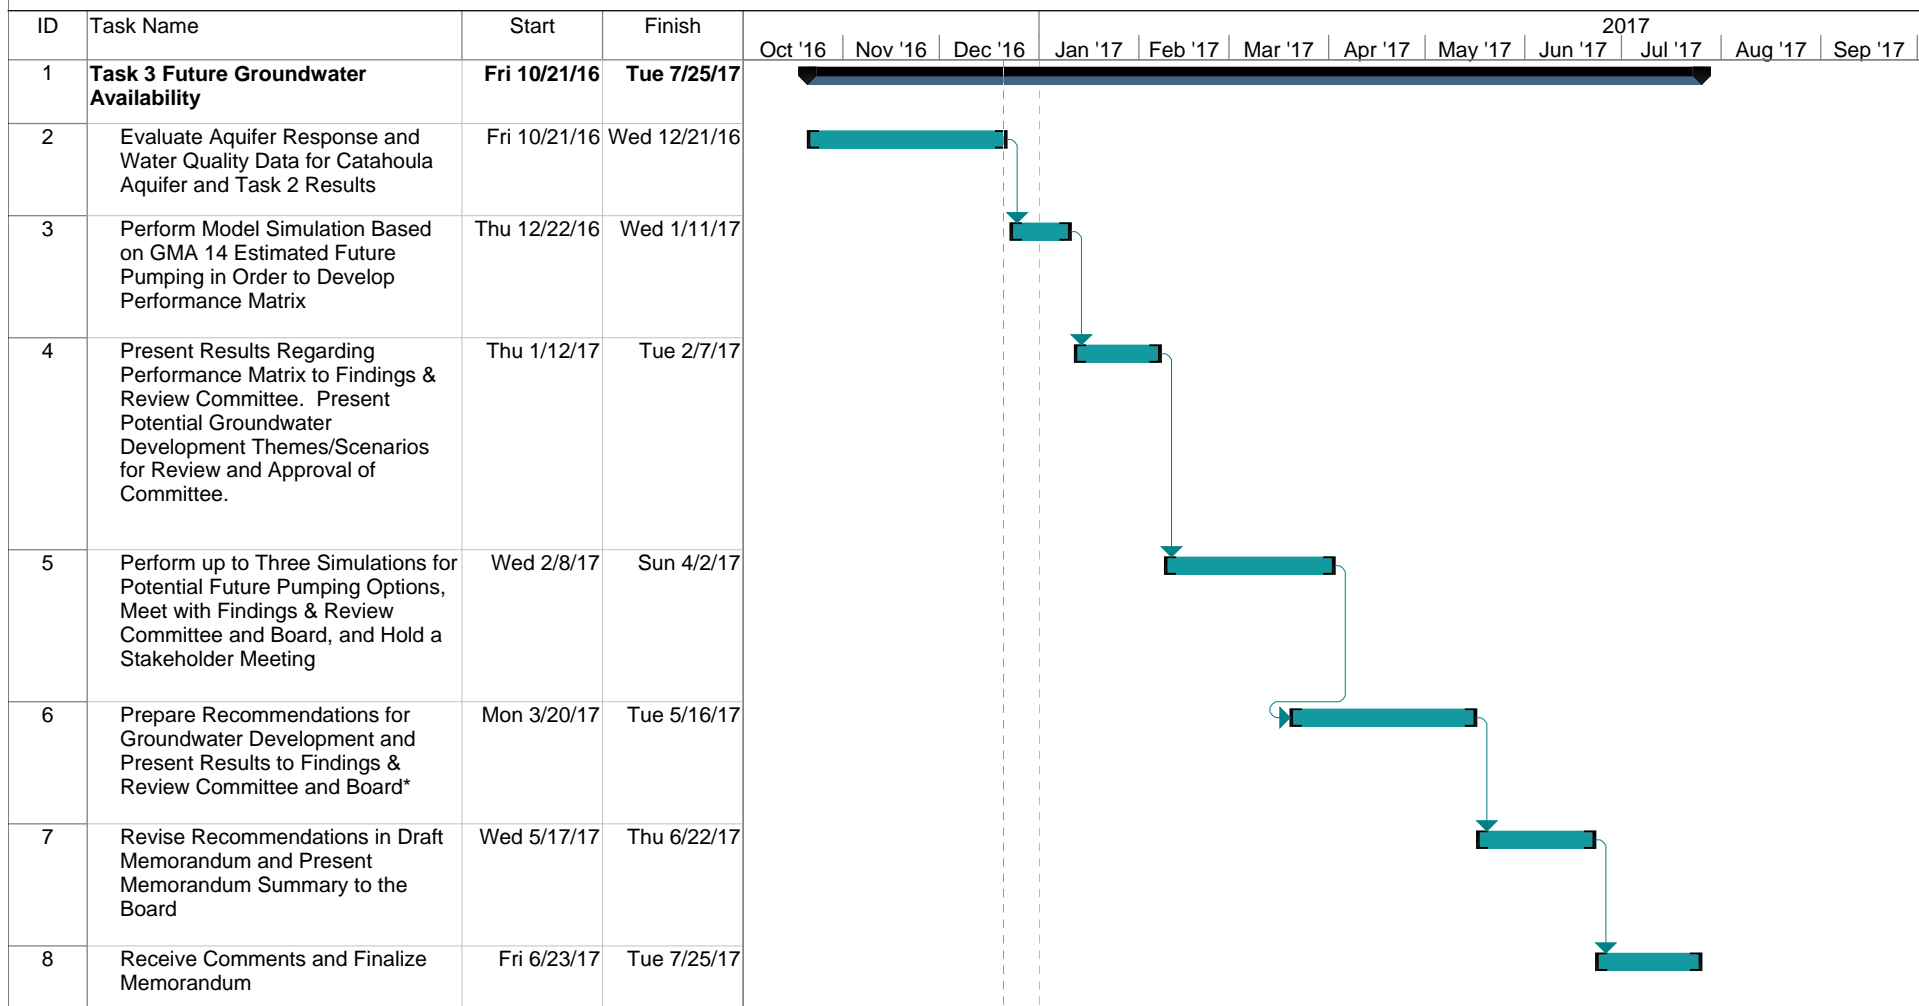 ID Task Name Start Finish 2017
Oct '16 Nov '16 Dec '16 Jan '17 Feb '17 Mar '17 Apr '17 May '17 Jun '17 Jul '17 Aug '17 Sep '17
1 Task 3 Future Groundwater Fri 10/21/16 Tue 7/25/17
Availability
2 Evaluate Aquifer Response and Fri 10/21/16 Wed 12/21/16
Water Quality Data for Catahoula
Aquifer and Task 2 Results
3 Perform Model Simulation Based Thu 12/22/16 Wed 1/11/17
on GMA 14 Estimated Future
Pumping in Order to Develop
Performance Matrix
4 Present Results Regarding Thu 1/12/17 Tue 2/7/17
Performance Matrix to Findings &
Review Committee. Present
Potential Groundwater
Development Themes/Scenarios
for Review and Approval of
Committee.
5 Perform up to Three Simulations for Wed 2/8/17 Sun 4/2/17
Potential Future Pumping Options,
Meet with Findings & Review
Committee and Board, and Hold a
Stakeholder Meeting
6 Prepare Recommendations for Mon 3/20/17 Tue 5/16/17
Groundwater Development and
Present Results to Findings &
Review Committee and Board*
7 Revise Recommendations in Draft Wed 5/17/17 Thu 6/22/17
Memorandum and Present
Memorandum Summary to the
Board
8 Receive Comments and Finalize Fri 6/23/17 Tue 7/25/17
Memorandum